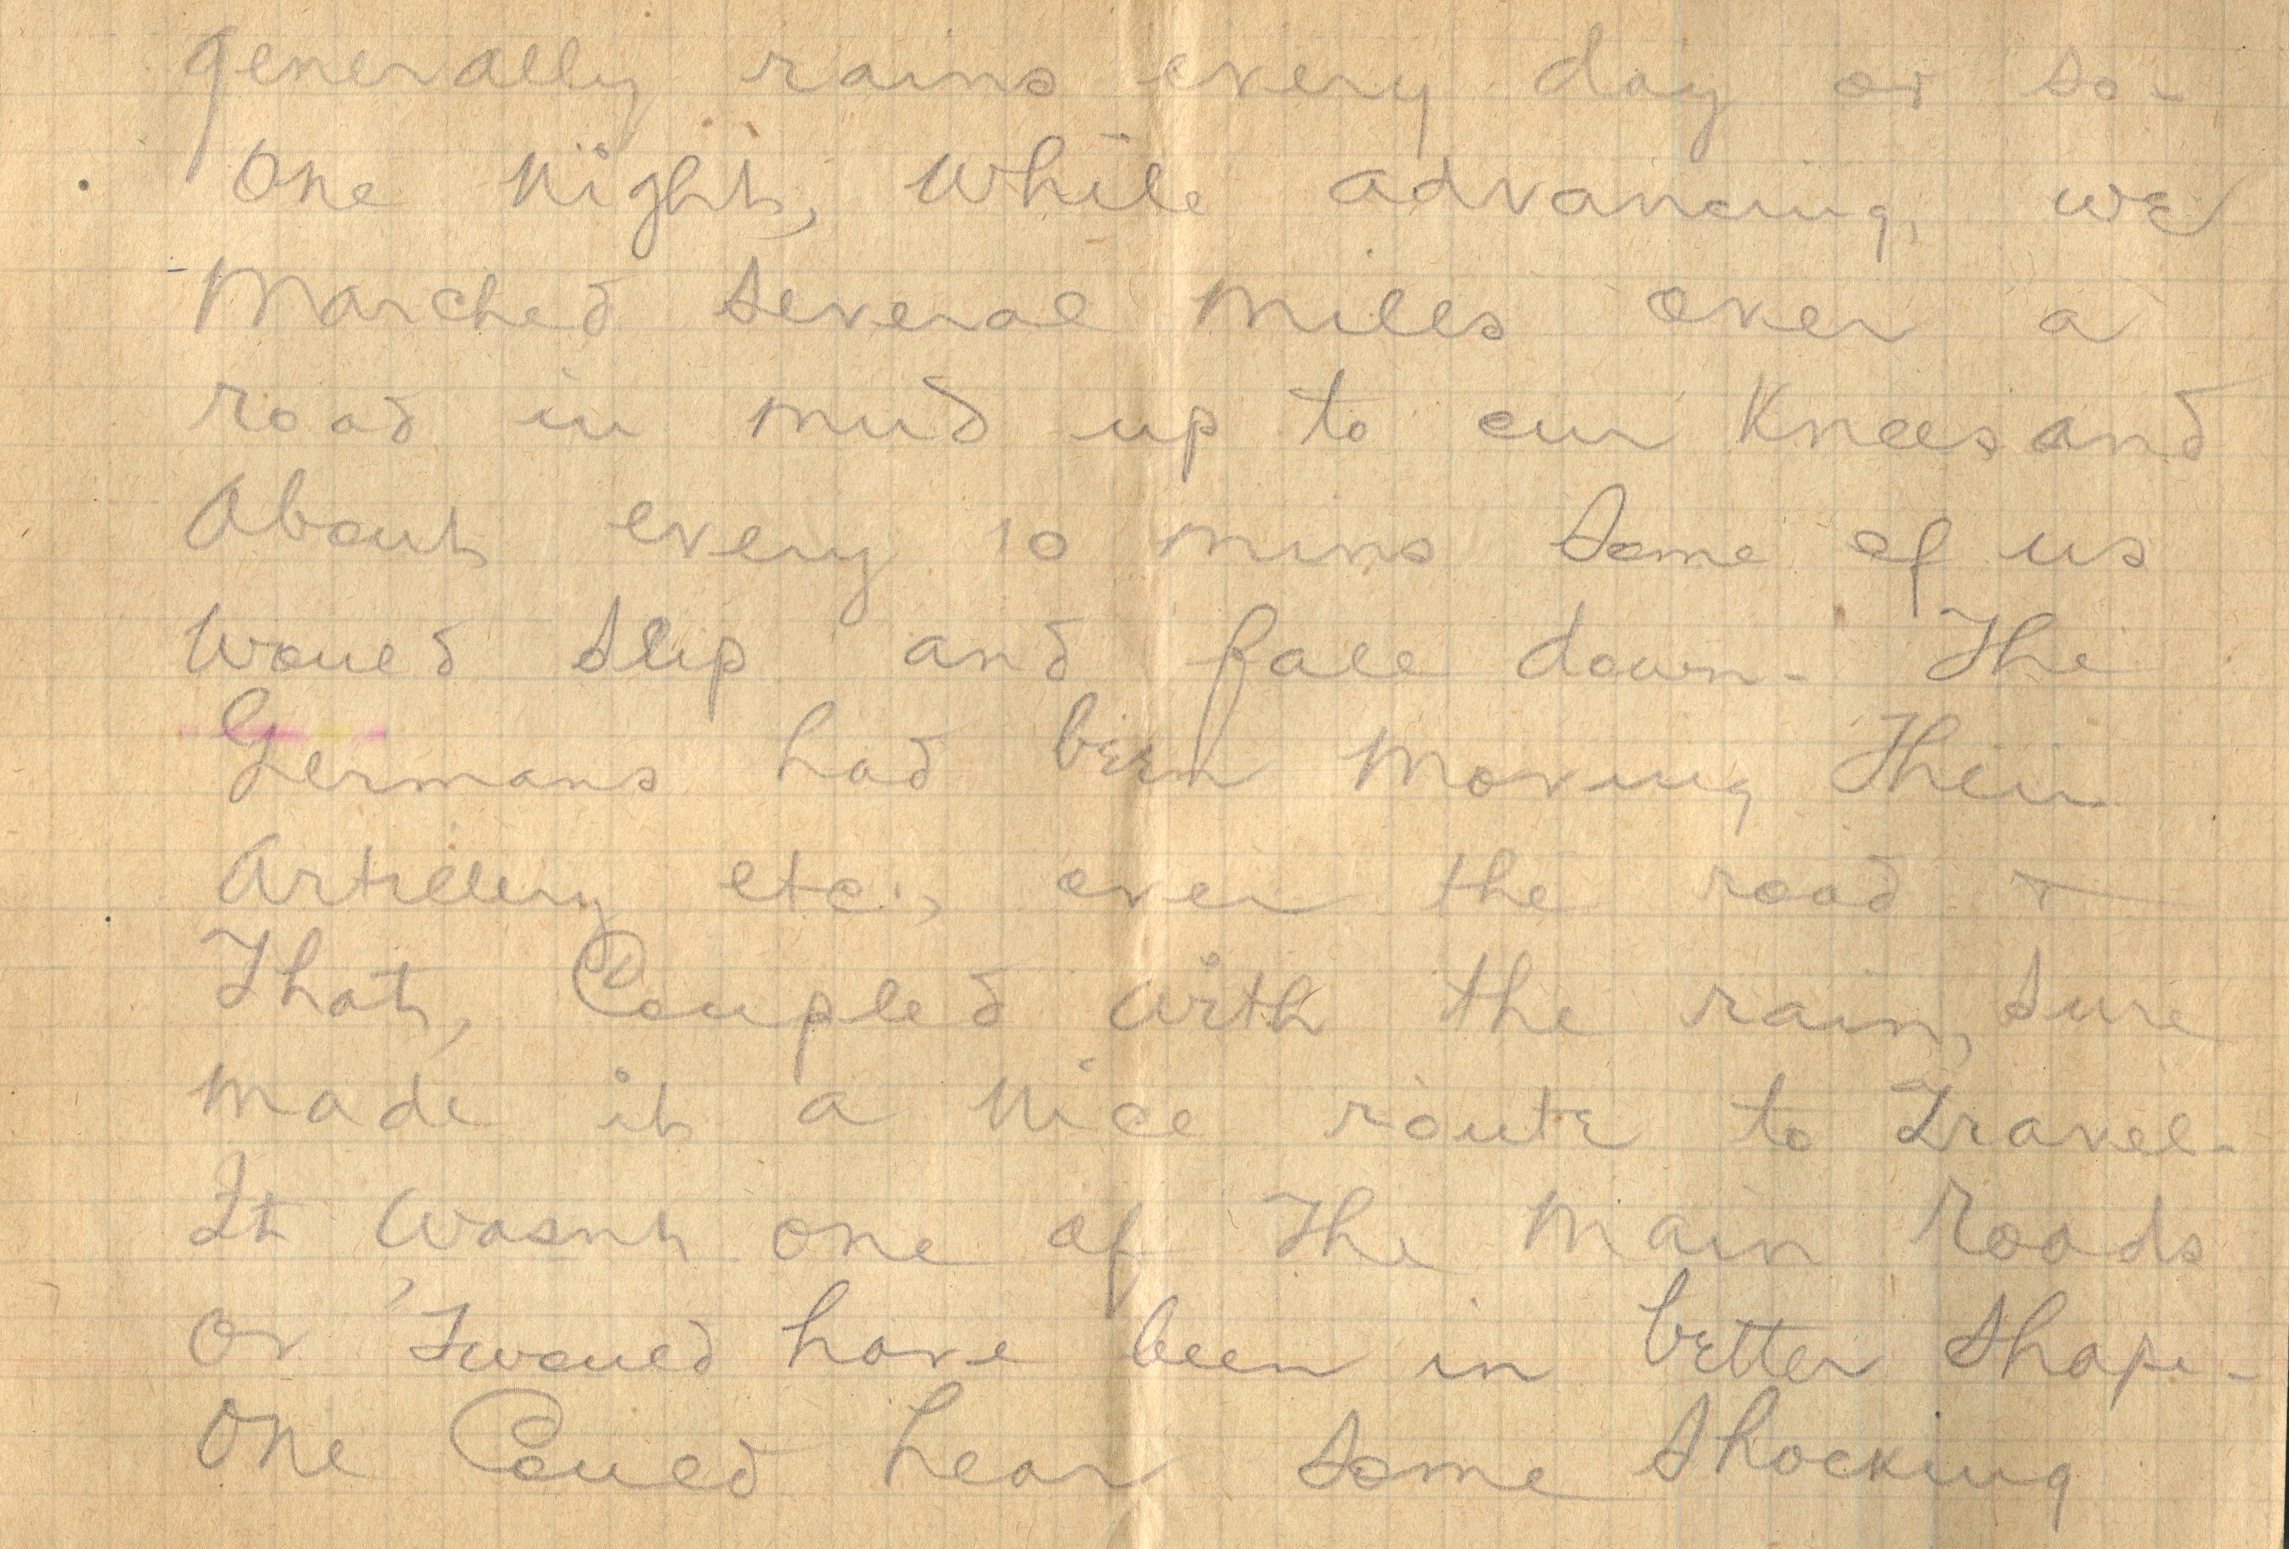 generally rains every day or so-
One night, while advancing, we
Marched several miles over a
road in mud up to our Knees and
About every 10 mins some of us
would slip and fall down - The
Germans had been moving Their
Artillery etc., over the road &
That, Coupled with the rain, sure
made it a nice route to Travel-
It wasn't one of The Main Roads
Or 'Twould have been in better shape-
One Could hear some shocking